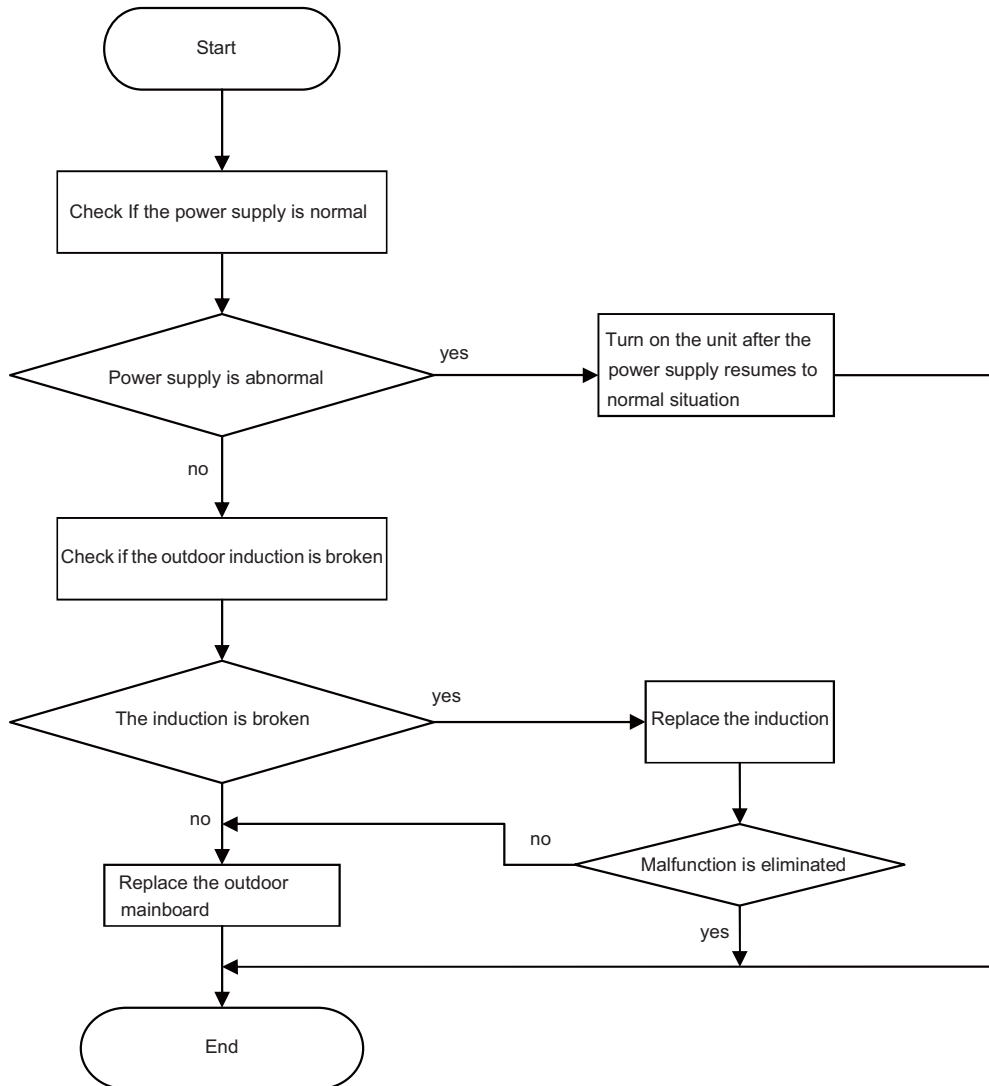 Start
Check If the power supply is normal
Power supply is abnormal
yes
Turn on the unit after the
power supply resumes to
normal situation
no
Check if the outdoor induction is broken
The induction is broken
yes
Replace the induction
no
no
Malfunction is eliminated
Replace the outdoor
mainboard
yes
End